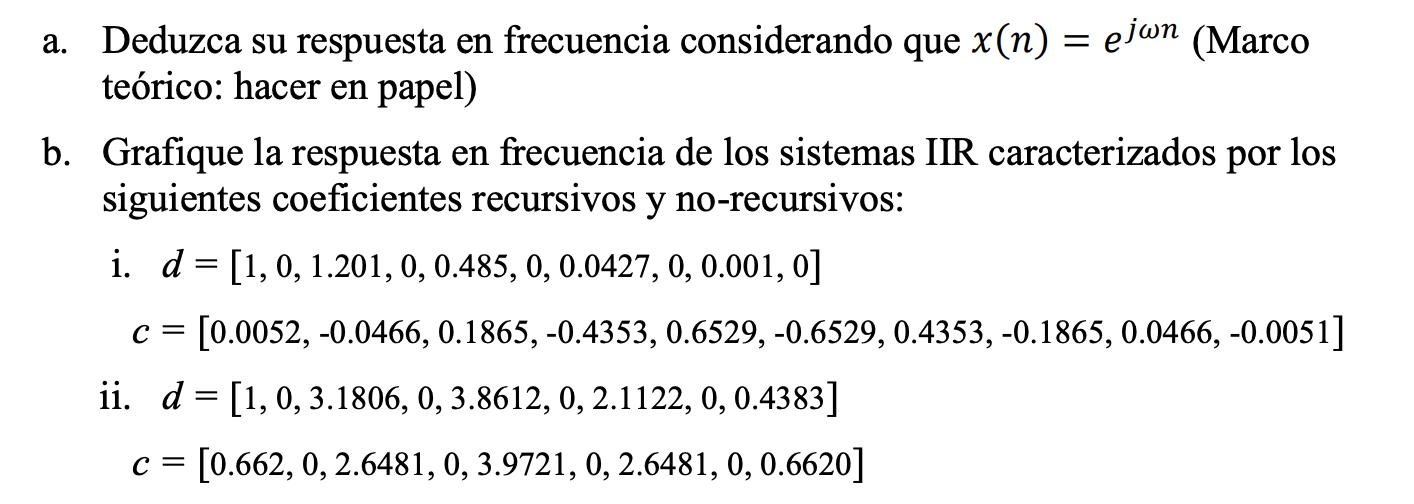 a. Deduzca su respuesta en frecuencia considerando que x(n) = e^{jωn} (Marco
teórico: hacer en papel)
b. Grafique la respuesta en frecuencia de los sistemas IIR caracterizados por los
siguientes coeficientes recursivos y no-recursivos:
i. d = [1, 0, 1.201, 0, 0.485, 0, 0.0427, 0, 0.001, 0]
c = [0.0052, -0.0466, 0.1865, -0.4353, 0.6529, -0.6529, 0.4353, -0.1865, 0.0466, -0.0051]
ii. d = [1, 0, 3.1806, 0, 3.8612, 0, 2.1122, 0, 0.4383]
c = [0.662, 0, 2.6481, 0, 3.9721, 0, 2.6481, 0, 0.6620]